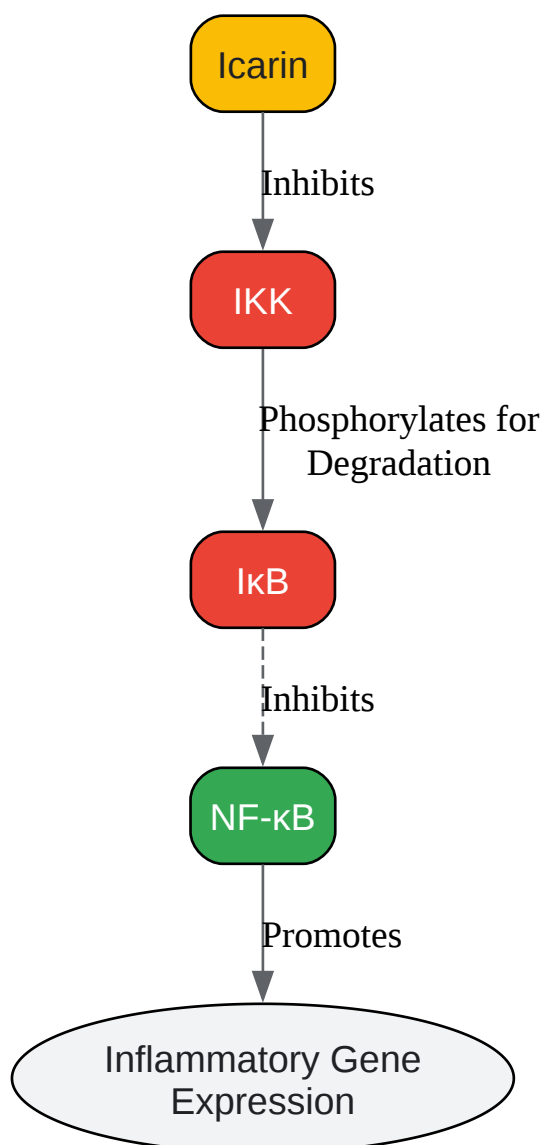 Icarin
Inhibits
IKK
Phosphorylates for
Degradation
IκB
Inhibits
NF-κB
Promotes
Inflammatory Gene
Expression